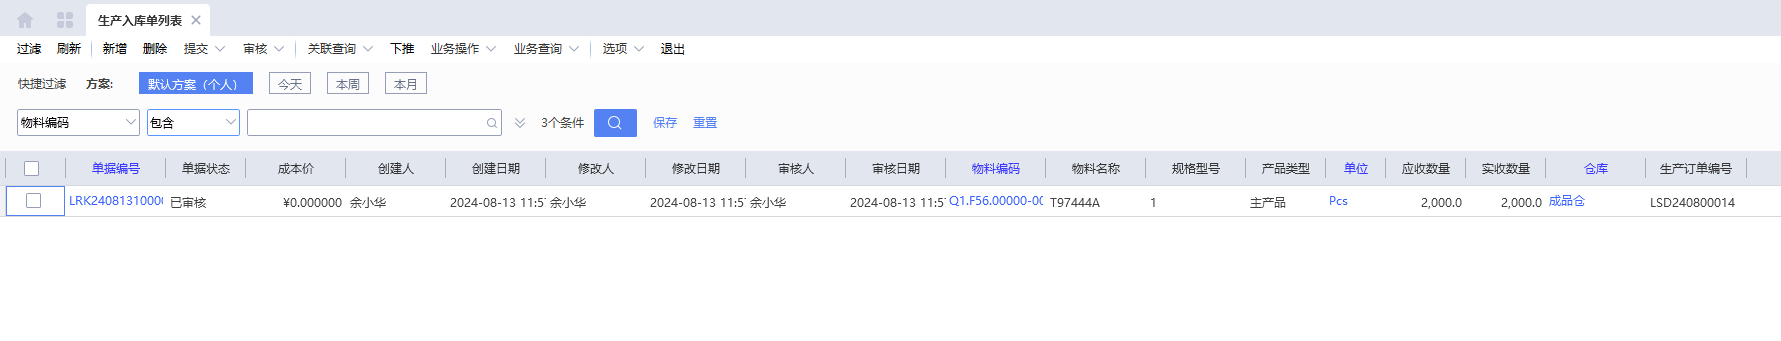 生产入库单列表
过滤 刷新 新增 删除 提交 审核 关联查询 下推 业务操作 业务查询 选项 退出
快捷过滤 方案: 默认方案（个人） 今天 本周 本月
物料编码 包含 3个条件 保存 重置
单据编号 单据状态 成本价 创建人 创建日期 修改人 修改日期 审核人 审核日期 物料编码 物料名称 规格型号 产品类型 单位 应收数量 实收数量 仓库 生产订单编号
LRK2408131000 已审核 ¥0.000000 余小华 2024-08-13 11:5 余小华 2024-08-13 11:5 余小华 2024-08-13 11:5 Q1.F56.00000-00 T97444A 1 主产品 Pcs 2,000.0 2,000.0 成品仓 LSD240800014